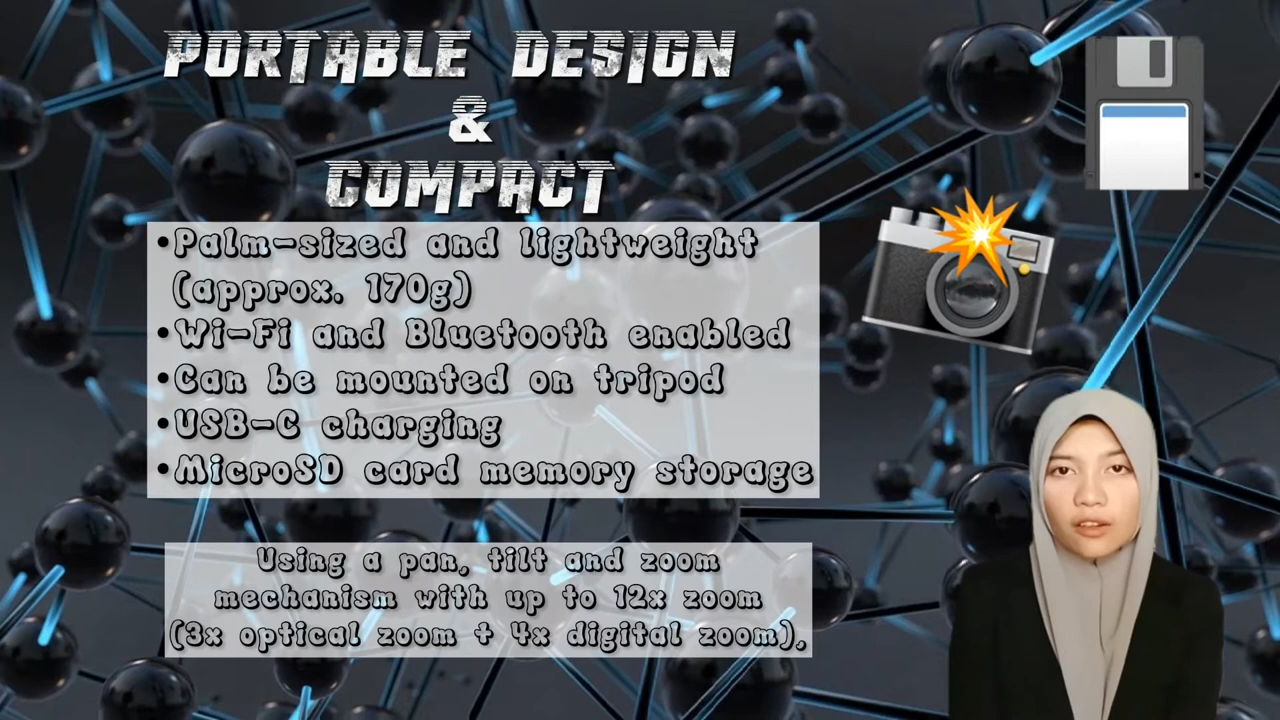 PORTABLE DESIGN
&
COMPACT
•Palm-sized and lightweight
(approx. 170g)
•Wi-Fi and Bluetooth enabled
•Can be mounted on tripod
•USB-C charging
•MicroSD card memory storage
Using a pan, tilt and zoom
mechanism with up to 12x zoom
(3x optical zoom + 4x digital zoom),